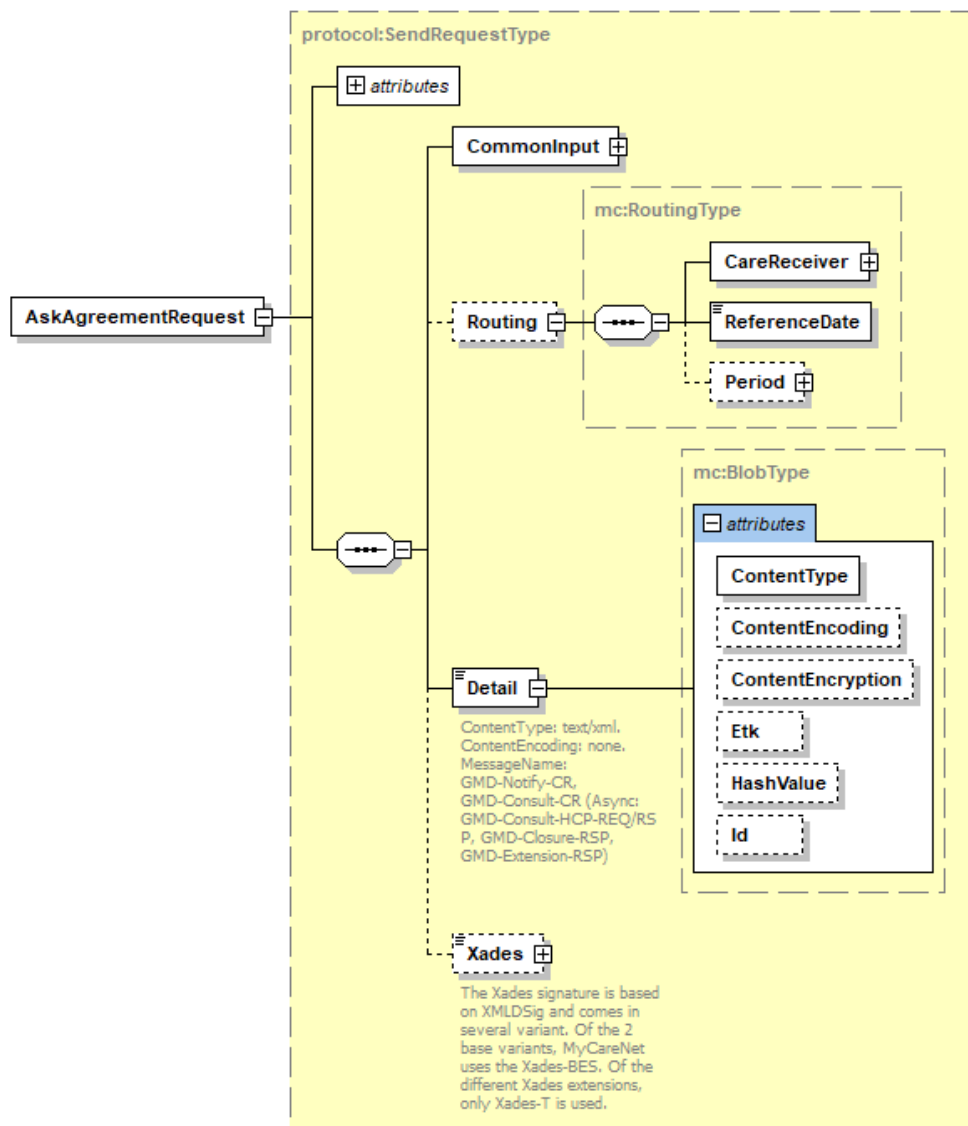 protocol:SendRequestType
attributes
CommonInput
mc:RoutingType
CareReceiver
AskAgreementRequest
Routing
ReferenceDate
Period
mc:BlobType
attributes
ContentType
ContentEncoding
ContentEncryption
Detail
Etk
ContentType: text/xml.
ContentEncoding: none.
MessageName:
GMD-Notify-CR,
GMD-Consult-CR (Async:
GMD-Consult-HCP-REQ/RS
P, GMD-Closure-RSP,
GMD-Extension-RSP)
HashValue
Id
Xades
The Xades signature is based
on XMLDSig and comes in
several variant. Of the 2
base variants, MyCareNet
uses the Xades-BES. Of the
different Xades extensions,
only Xades-T is used.